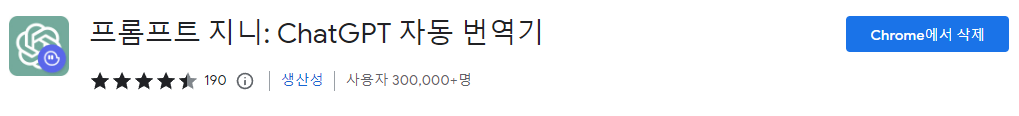 프롬프트 지니: ChatGPT 자동 번역기
Chrome에서 삭제
190 생산성 사용자 300,000+명